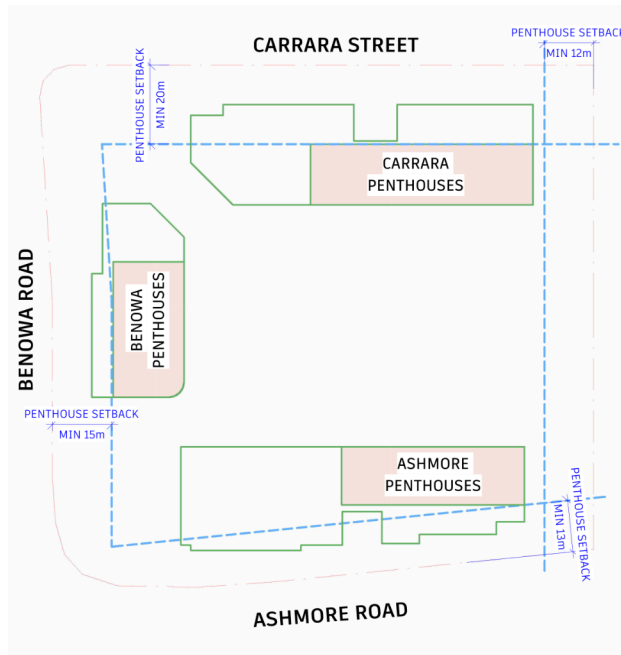 PENTHOUSE SETBACK
MIN 12m
CARRARA STREET
PENTHOUSE SETBACK
MIN 20m
CARRARA
PENTHOUSES
BENOWA ROAD
BENOWA
PENTHOUSES
PENTHOUSE SETBACK
MIN 15m
ASHMORE
PENTHOUSES
PENTHOUSE SETBACK
MIN 13m
ASHMORE ROAD